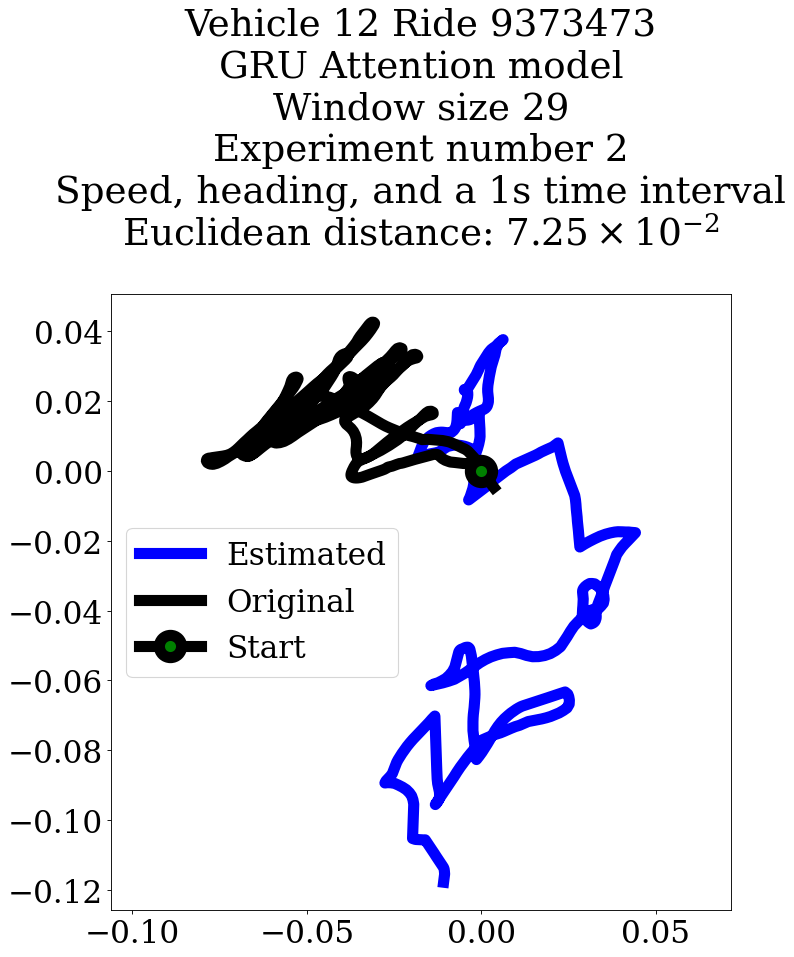 Vehicle 12 Ride 9373473
GRU Attention model
Window size 29
Experiment number 2
Speed, heading, and a 1s time interval
Euclidean distance: 7.25 × 10⁻²
0.04
0.02
0.00
−0.02
−0.04
−0.06
−0.08
−0.10
−0.12
Estimated
Original
Start
−0.10 −0.05 0.00 0.05